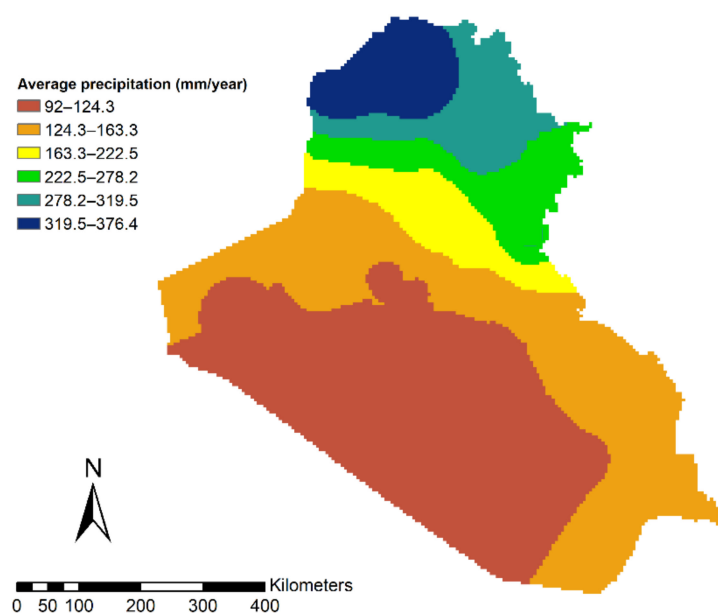 Average precipitation (mm/year)
92–124.3
124.3–163.3
163.3–222.5
222.5–278.2
278.2–319.5
319.5–376.4
N
Kilometers
0 50 100 200 300 400